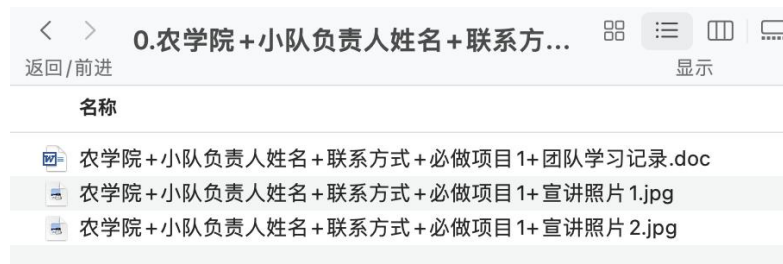 0.农学院+小队负责人姓名+联系方...
返回/前进
显示
名称
农学院+小队负责人姓名+联系方式+必做项目1+团队学习记录.doc
农学院+小队负责人姓名+联系方式+必做项目1+宣讲照片1.jpg
农学院+小队负责人姓名+联系方式+必做项目1+宣讲照片2.jpg